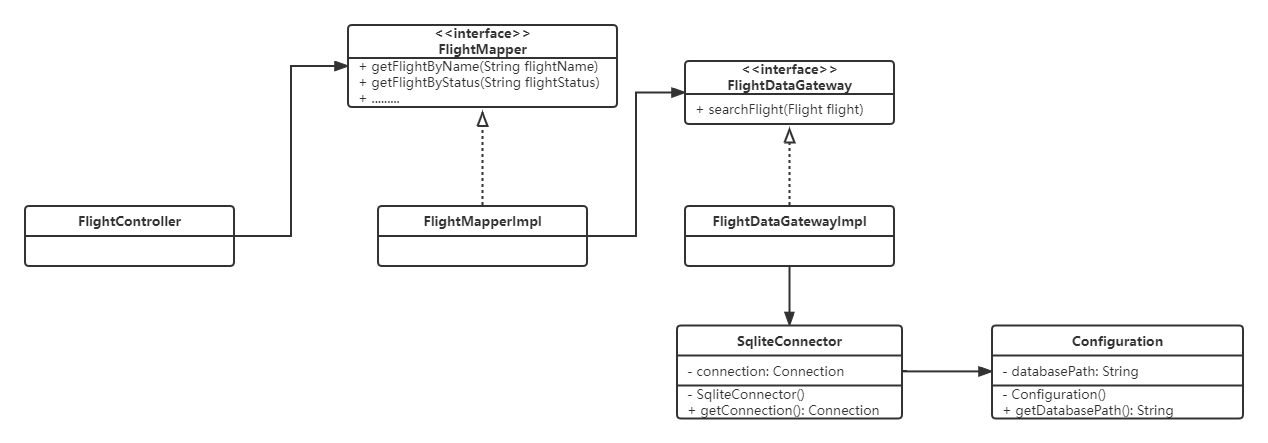 <<interface>>
FlightMapper
+ getFlightByName(String flightName)
+ getFlightByStatus(String flightStatus)
+ .........
<<interface>>
FlightDataGateway
+ searchFlight(Flight flight)
FlightController
FlightMapperImpl
FlightDataGatewayImpl
SqliteConnector
- connection: Connection
- SqliteConnector()
+ getConnection(): Connection
Configuration
- databasePath: String
- Configuration()
+ getDatabasePath(): String